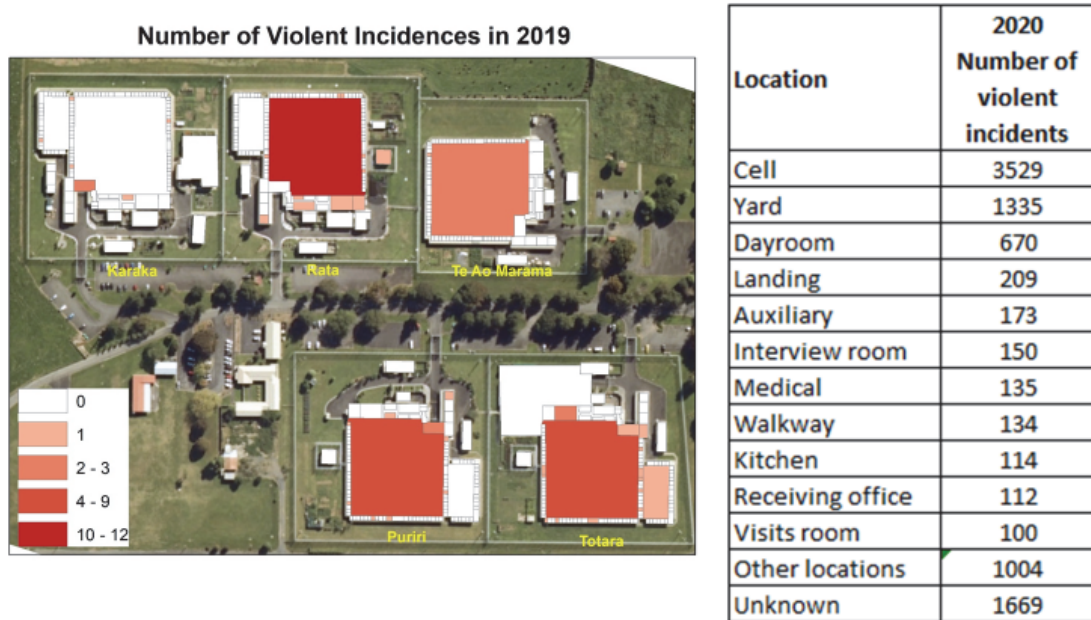 Number of Violent Incidences in 2019
Karaka
Rata
Te Ao Marama
Puriri
Totara
0
1
2 - 3
4 - 9
10 - 12
Location
2020
Number of
violent
incidents
Cell 3529
Yard 1335
Dayroom 670
Landing 209
Auxiliary 173
Interview room 150
Medical 135
Walkway 134
Kitchen 114
Receiving office 112
Visits room 100
Other locations 1004
Unknown 1669